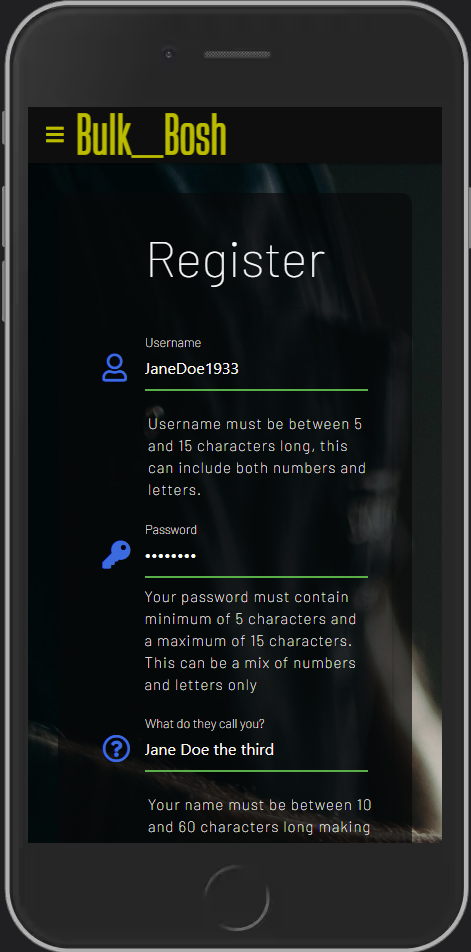 Bulk_Bosh
Register
Username
JaneDoe1933
Username must be between 5
and 15 characters long, this
can include both numbers and
letters.
Password
••••••••
Your password must contain
minimum of 5 characters and
a maximum of 15 characters.
This can be a mix of numbers
and letters only
What do they call you?
Jane Doe the third
Your name must be between 10
and 60 characters long making